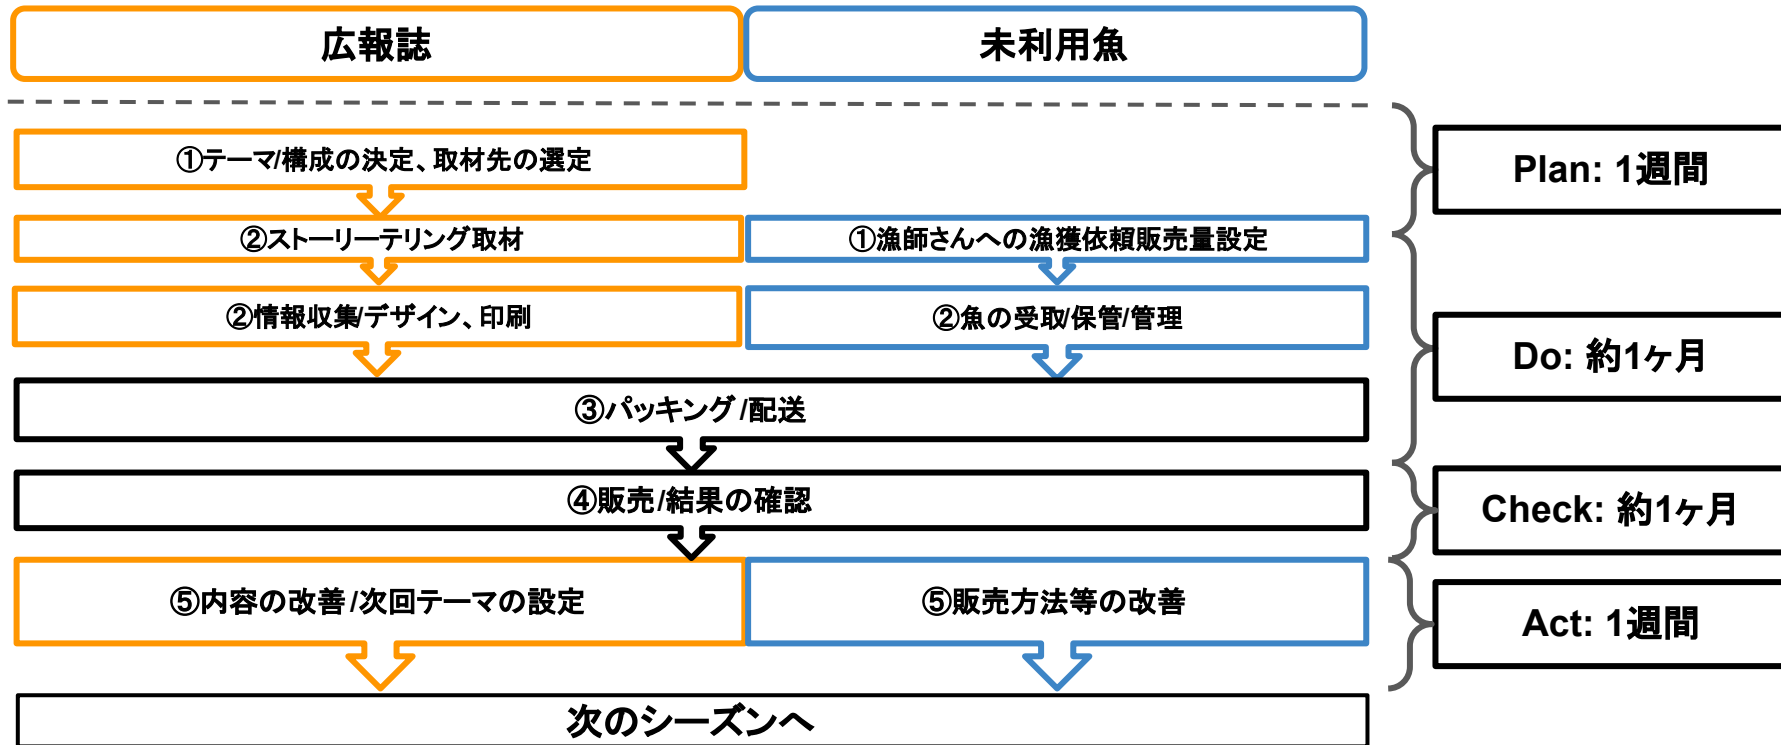 広報誌
未利用魚
①テーマ/構成の決定、取材先の選定
Plan: 1週間
②ストーリーテリング取材
①漁師さんへの漁獲依頼販売量設定
②情報収集/デザイン、印刷
②魚の受取/保管/管理
Do: 約1ヶ月
③パッキング/配送
④販売/結果の確認
Check: 約1ヶ月
⑤内容の改善/次回テーマの設定
⑤販売方法等の改善
Act: 1週間
次のシーズンへ